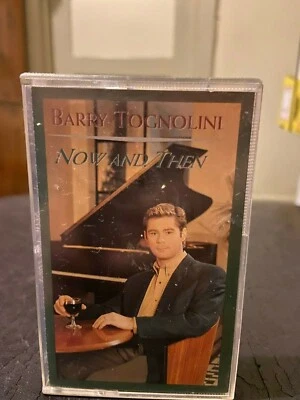 BARRY TOGNOLINI
NOW AND THEN